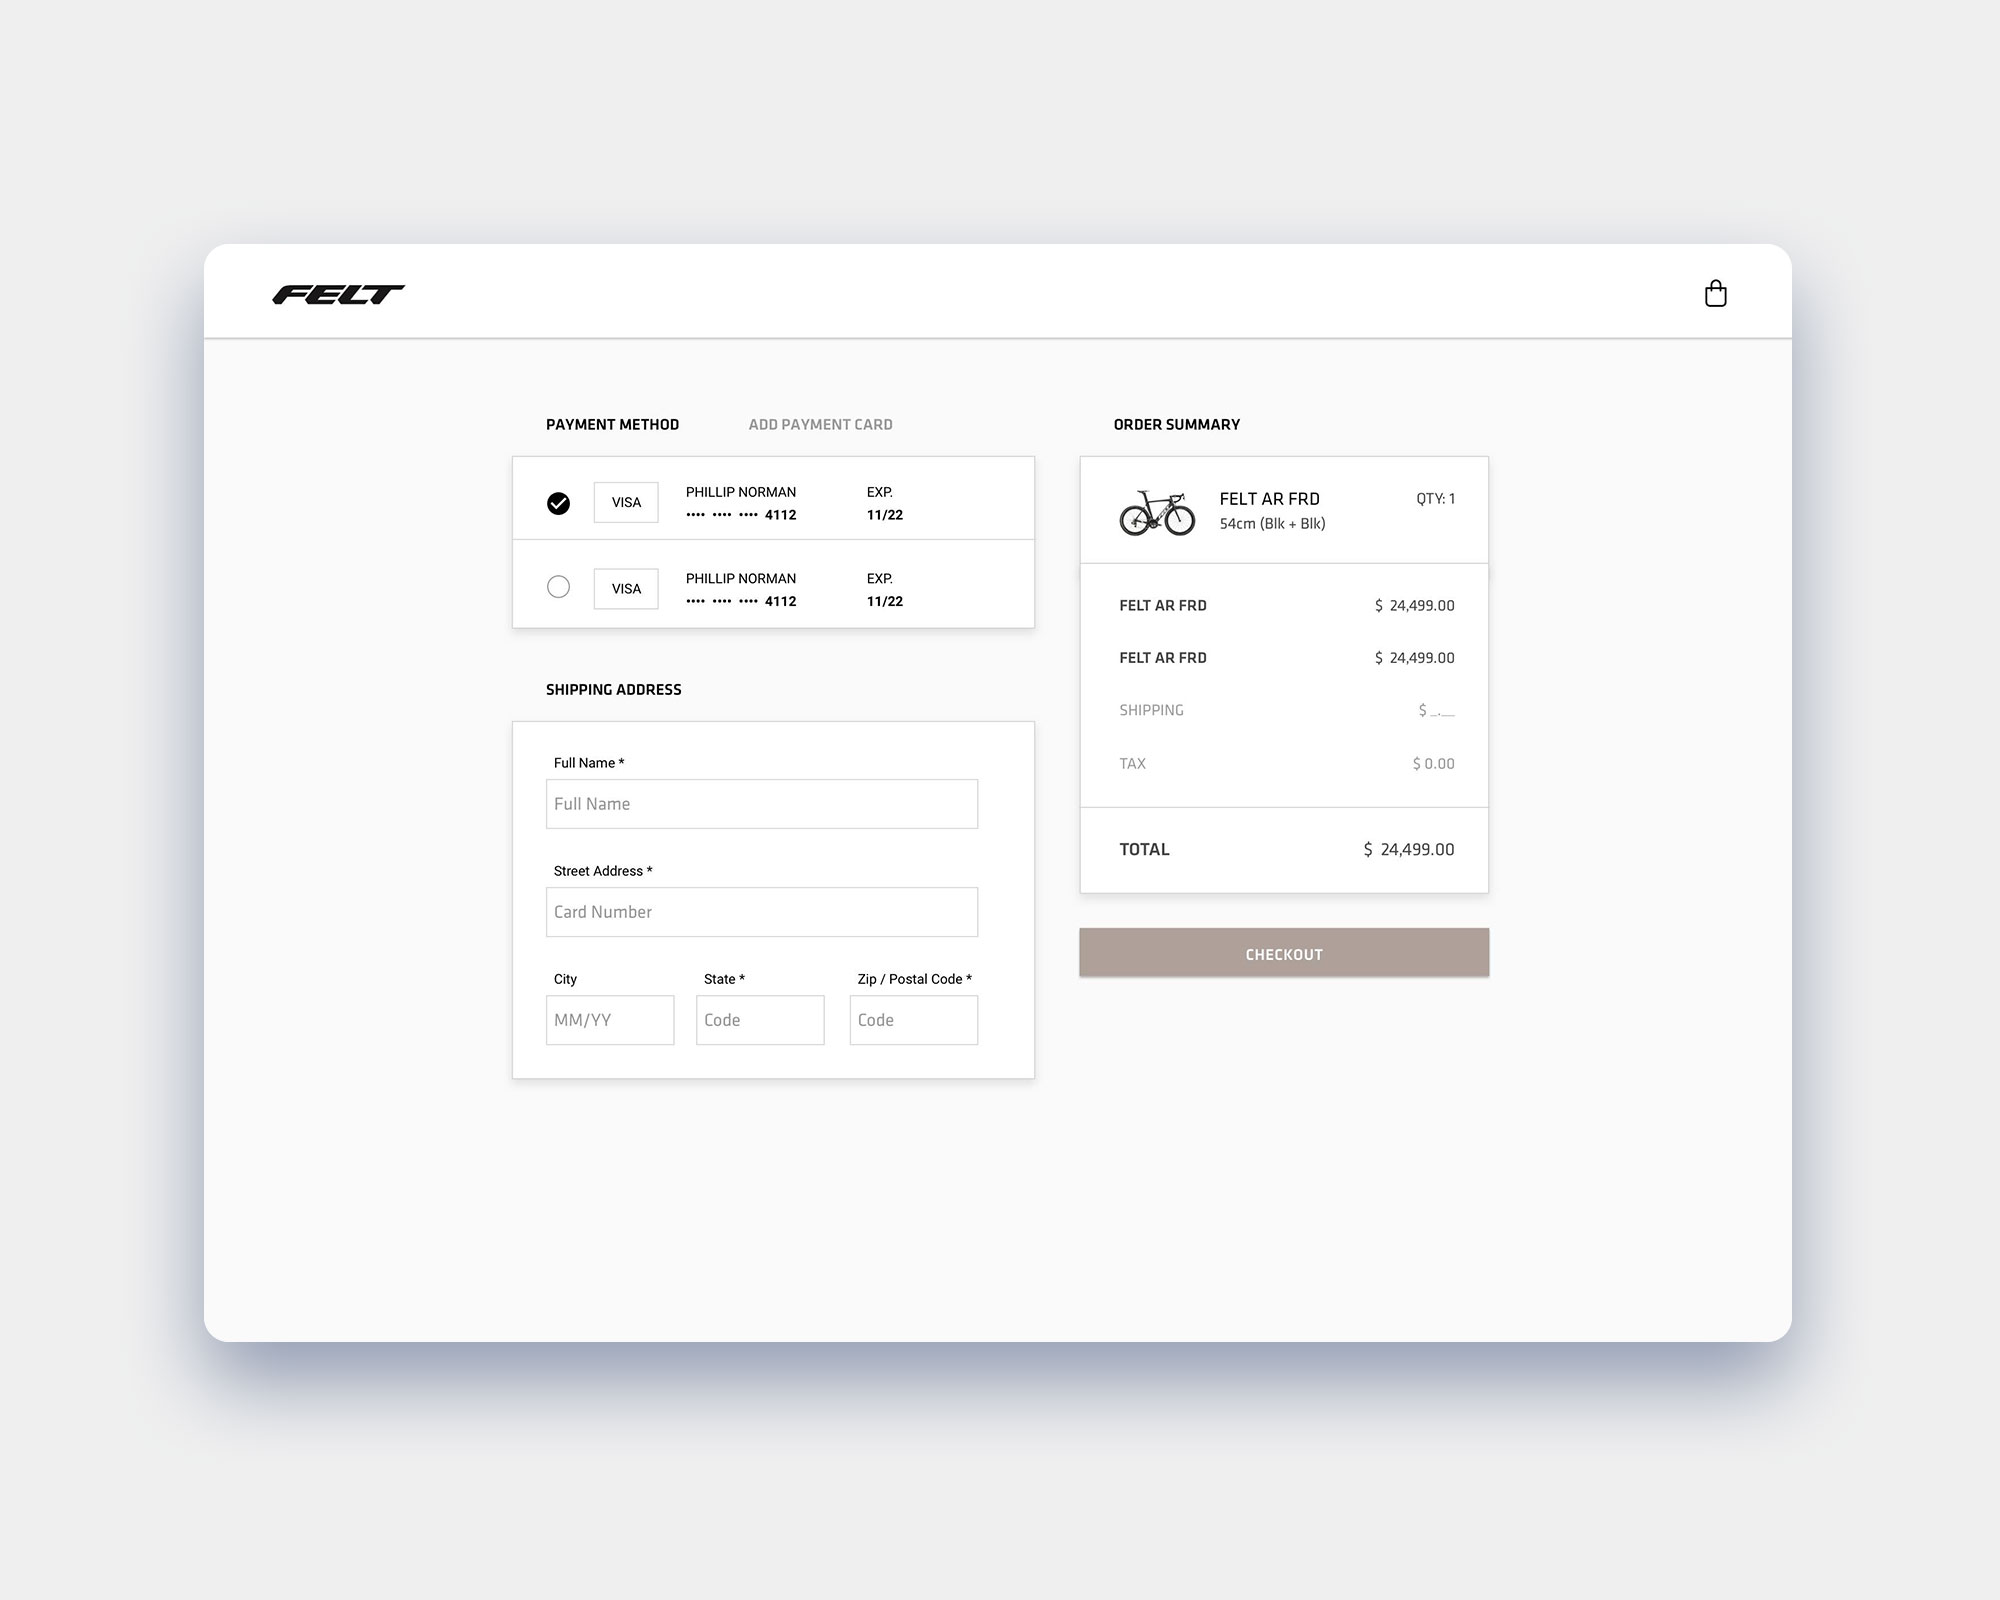 FELT
PAYMENT METHOD
ADD PAYMENT CARD
VISA
PHILLIP NORMAN
•••• •••• •••• 4112
EXP.
11/22
VISA
PHILLIP NORMAN
•••• •••• •••• 4112
EXP.
11/22
SHIPPING ADDRESS
Full Name *
Full Name
Street Address *
Card Number
City
State *
Zip / Postal Code *
MM/YY
Code
Code
ORDER SUMMARY
FELT AR FRD
QTY: 1
54cm (Blk + Blk)
FELT AR FRD $ 24,499.00
FELT AR FRD $ 24,499.00
SHIPPING $ _.__
TAX $ 0.00
TOTAL $ 24,499.00
CHECKOUT